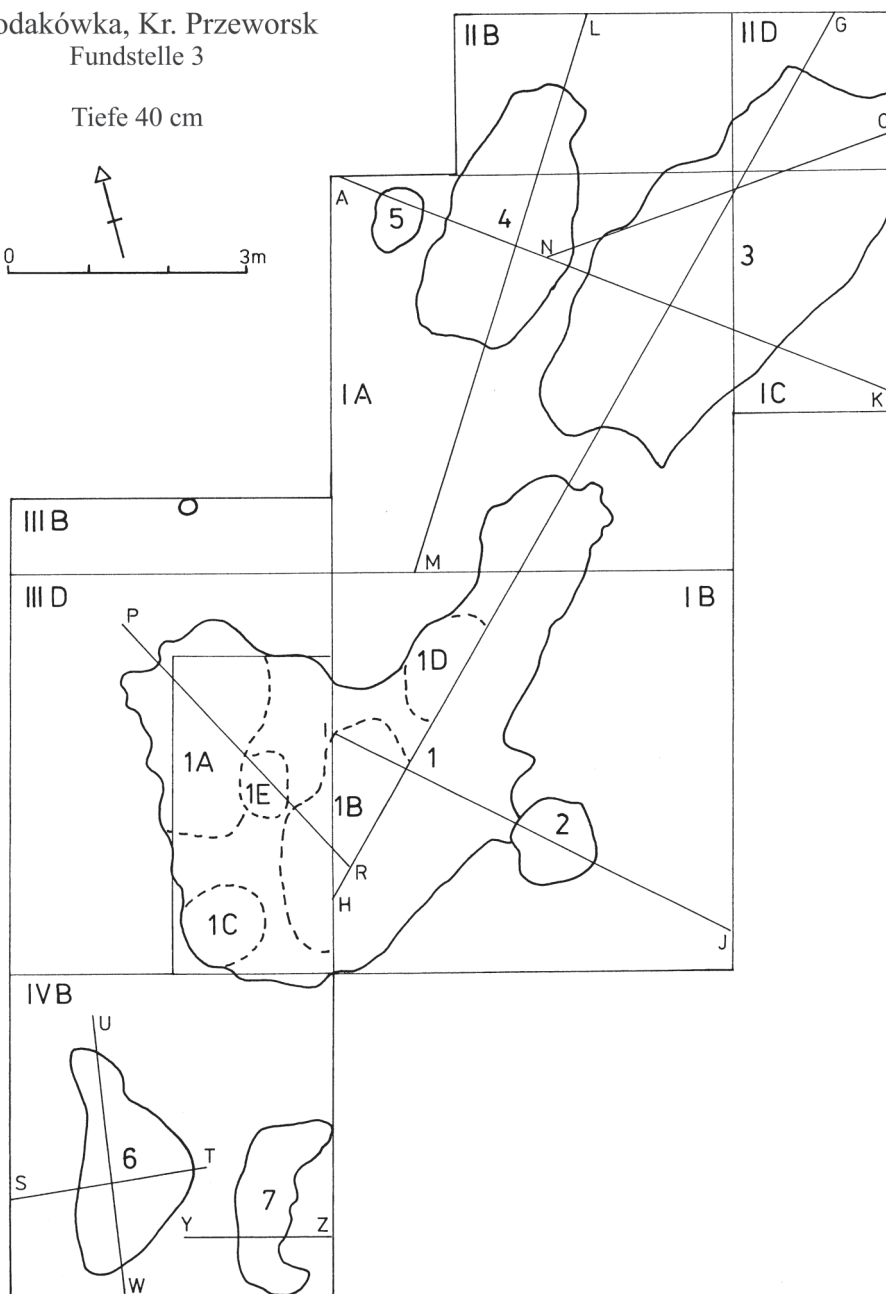 odakówka, Kr. Przeworsk
Fundstelle 3
Tiefe 40 cm
0 3m
II B
L
II D
G
A
5
4
N
3
I A
I C
K
III B
M
III D
P
I B
1D
I
1
1A
1E
1B
2
R
H
1C
J
IV B
U
6
T
S
7
Y
Z
W